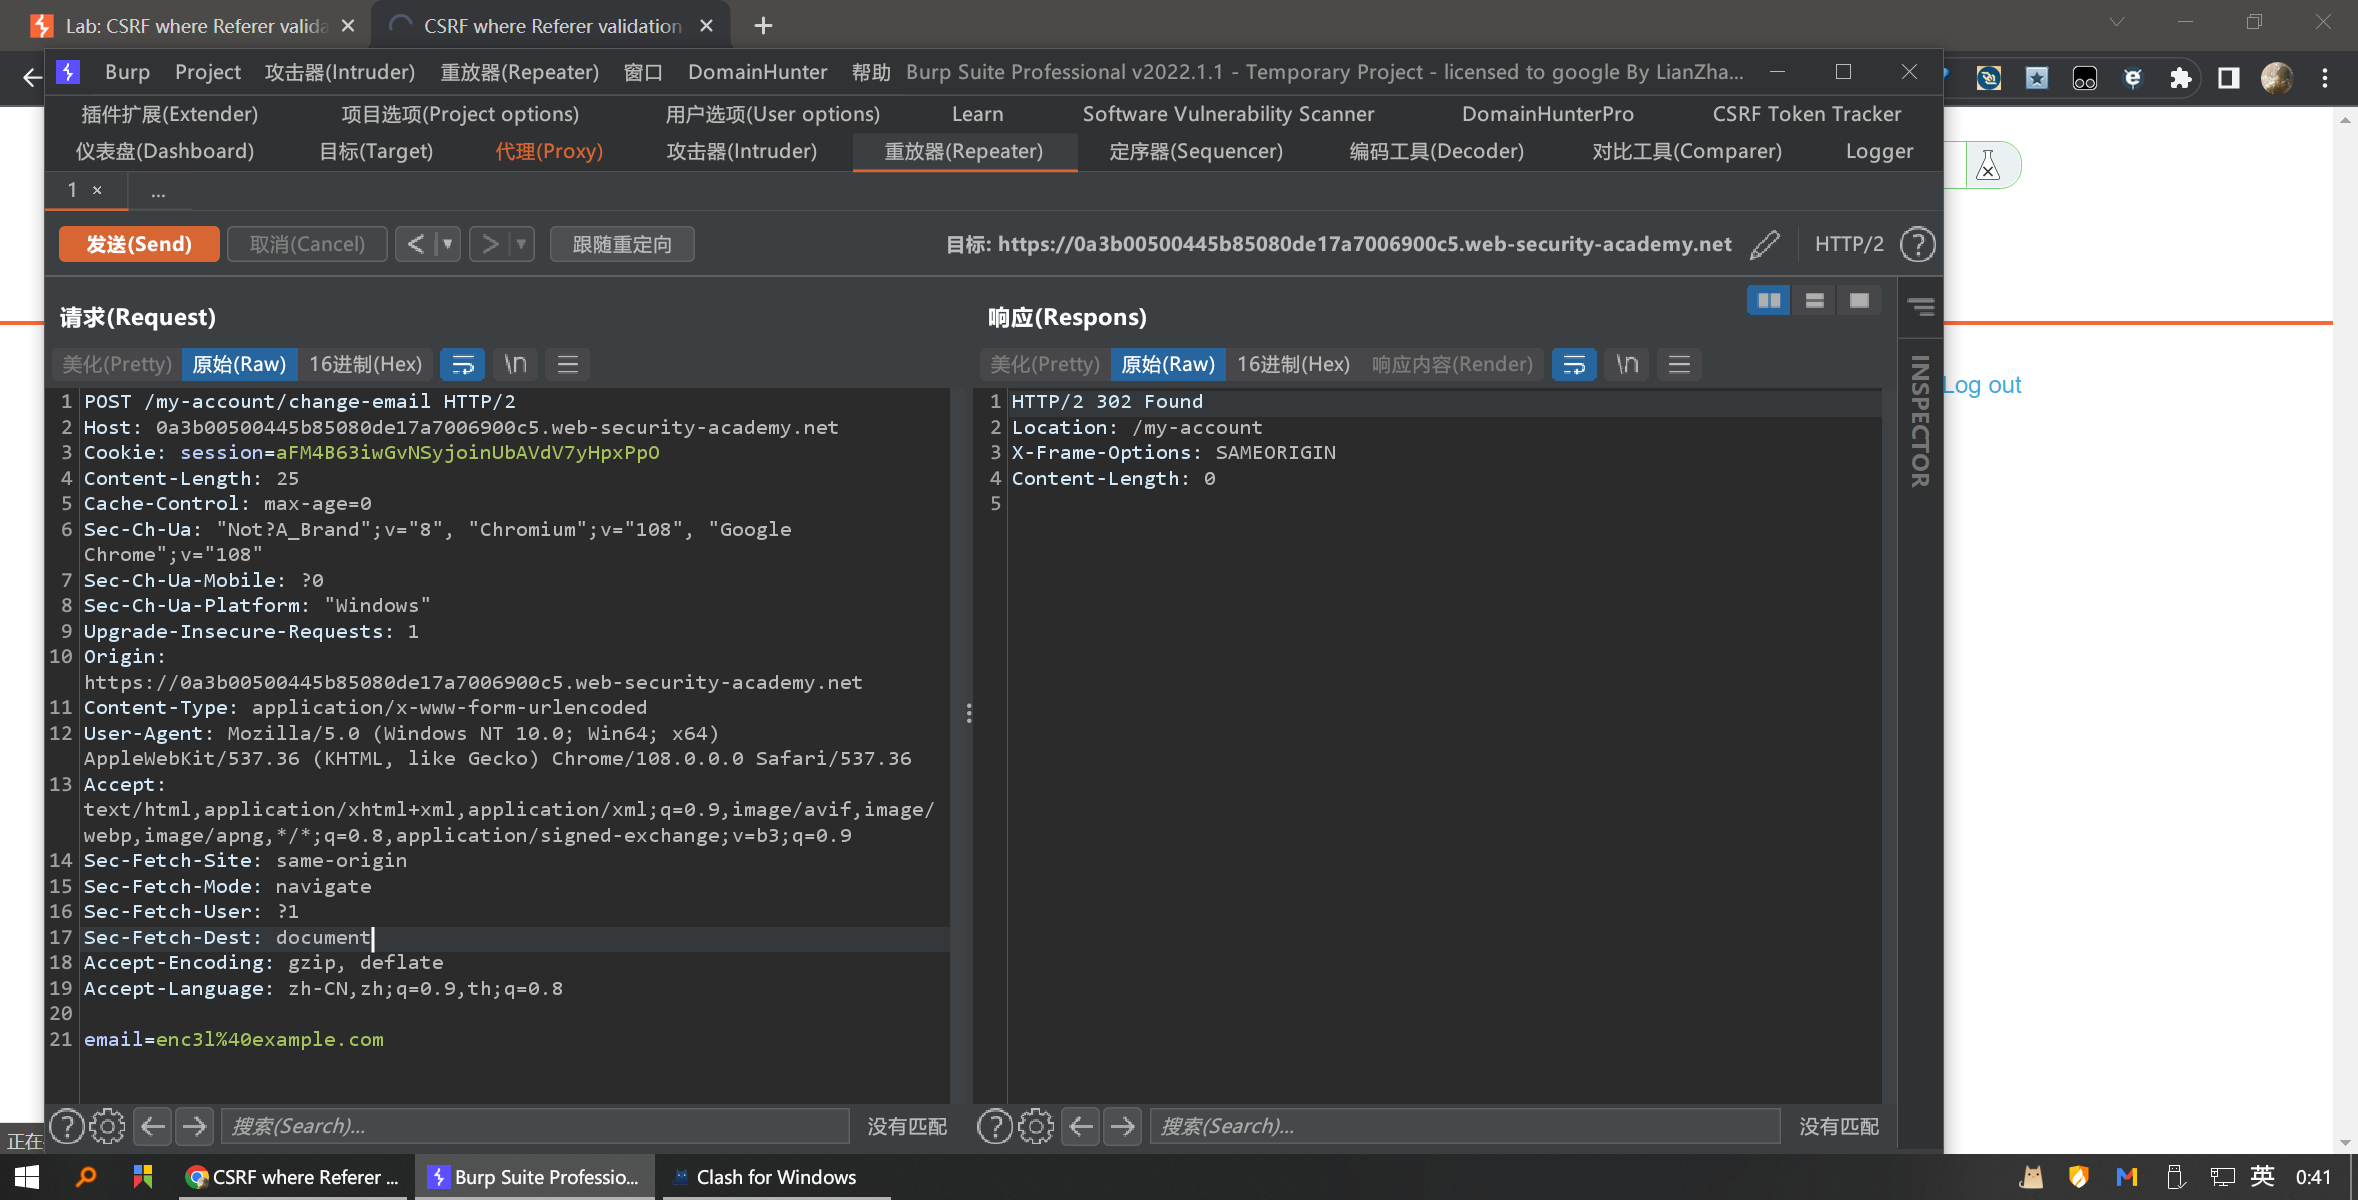 Lab: CSRF where Referer valida
CSRF where Referer validation
Burp Project 攻击器(Intruder) 重放器(Repeater) 窗口 DomainHunter 帮助 Burp Suite Professional v2022.1.1 - Temporary Project - licensed to google By LianZha...
插件扩展(Extender) 项目选项(Project options) 用户选项(User options) Learn Software Vulnerability Scanner DomainHunterPro CSRF Token Tracker
仪表盘(Dashboard) 目标(Target) 代理(Proxy) 攻击器(Intruder) 重放器(Repeater) 定序器(Sequencer) 编码工具(Decoder) 对比工具(Comparer) Logger
1 × ...
发送(Send) 取消(Cancel) < ▼ > ▼ 跟随重定向 目标: https://0a3b00500445b85080de17a7006900c5.web-security-academy.net HTTP/2 ?
请求(Request)
美化(Pretty) 原始(Raw) 16进制(Hex) \n
1 POST /my-account/change-email HTTP/2
2 Host: 0a3b00500445b85080de17a7006900c5.web-security-academy.net
3 Cookie: session=aFM4B63iwGvNSyjoinUbAVdV7yHpxPpO
4 Content-Length: 25
5 Cache-Control: max-age=0
6 Sec-Ch-Ua: "Not?A_Brand";v="8", "Chromium";v="108", "Google
Chrome";v="108"
7 Sec-Ch-Ua-Mobile: ?0
8 Sec-Ch-Ua-Platform: "Windows"
9 Upgrade-Insecure-Requests: 1
10 Origin:
https://0a3b00500445b85080de17a7006900c5.web-security-academy.net
11 Content-Type: application/x-www-form-urlencoded
12 User-Agent: Mozilla/5.0 (Windows NT 10.0; Win64; x64)
AppleWebKit/537.36 (KHTML, like Gecko) Chrome/108.0.0.0 Safari/537.36
13 Accept:
text/html,application/xhtml+xml,application/xml;q=0.9,image/avif,image/
webp,image/apng,*/*;q=0.8,application/signed-exchange;v=b3;q=0.9
14 Sec-Fetch-Site: same-origin
15 Sec-Fetch-Mode: navigate
16 Sec-Fetch-User: ?1
17 Sec-Fetch-Dest: document
18 Accept-Encoding: gzip, deflate
19 Accept-Language: zh-CN,zh;q=0.9,th;q=0.8
20
21 email=enc3l%40example.com
? 搜索(Search)... 没有匹配
响应(Respons)
美化(Pretty) 原始(Raw) 16进制(Hex) 响应内容(Render) \n
1 HTTP/2 302 Found
2 Location: /my-account
3 X-Frame-Options: SAMEORIGIN
4 Content-Length: 0
5
? 搜索(Search)... 没有匹配
INSPECTOR
Log out
正在
CSRF where Referer ... Burp Suite Professio... Clash for Windows 英 0:41